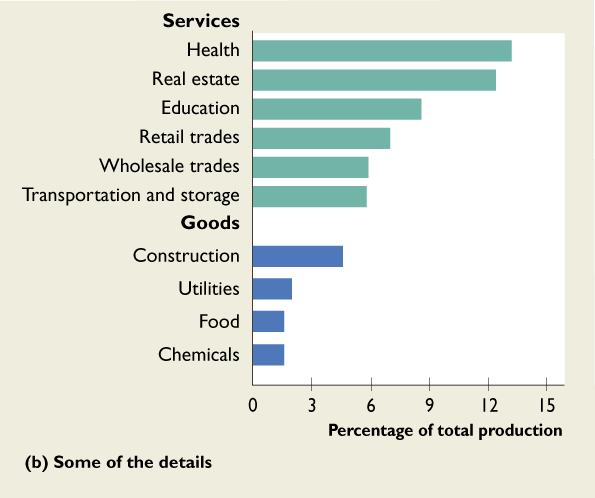 Services
Health
Real estate
Education
Retail trades
Wholesale trades
Transportation and storage
Goods
Construction
Utilities
Food
Chemicals
0 3 6 9 12 15
Percentage of total production
(b) Some of the details